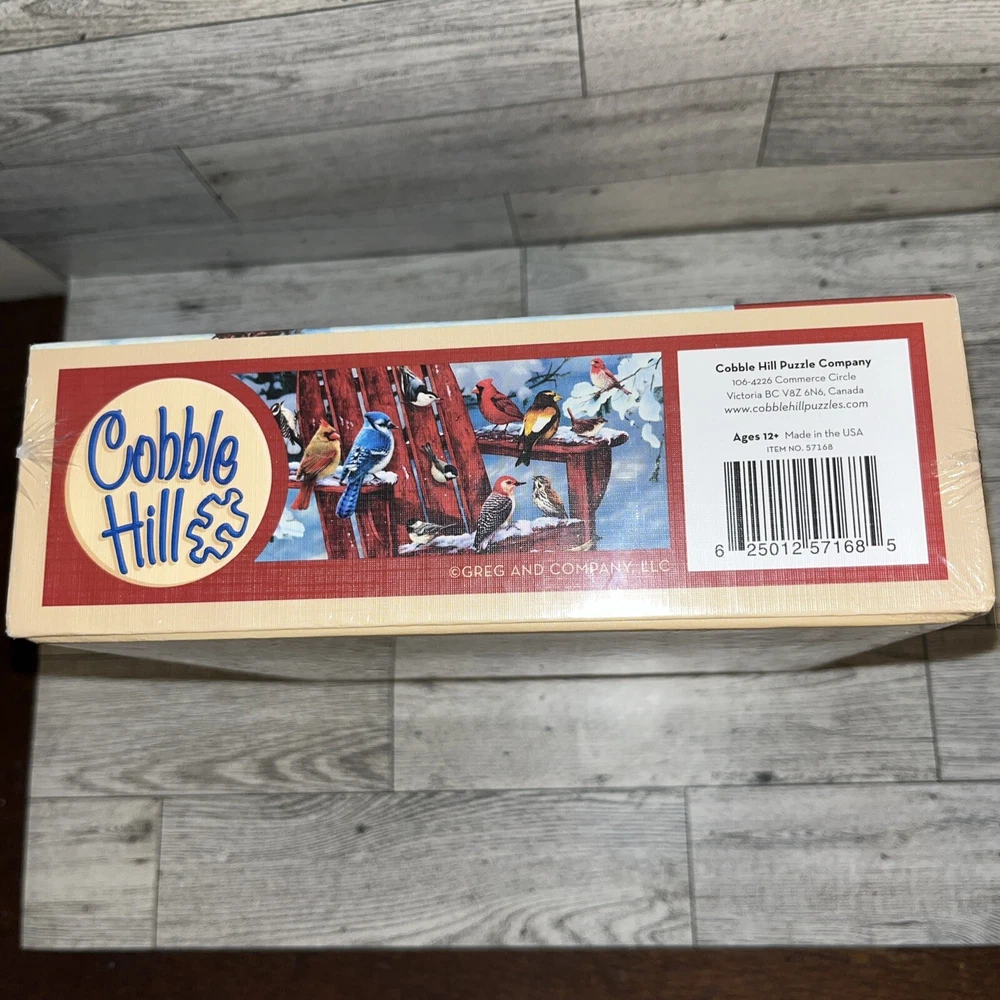 Cobble
Hill
©GREG AND COMPANY, LLC
Cobble Hill Puzzle Company
106-4226 Commerce Circle
Victoria BC V8Z 6N6, Canada
www.cobblehillpuzzles.com
Ages 12+ Made in the USA
ITEM NO. 57168
6 25012 57168 5